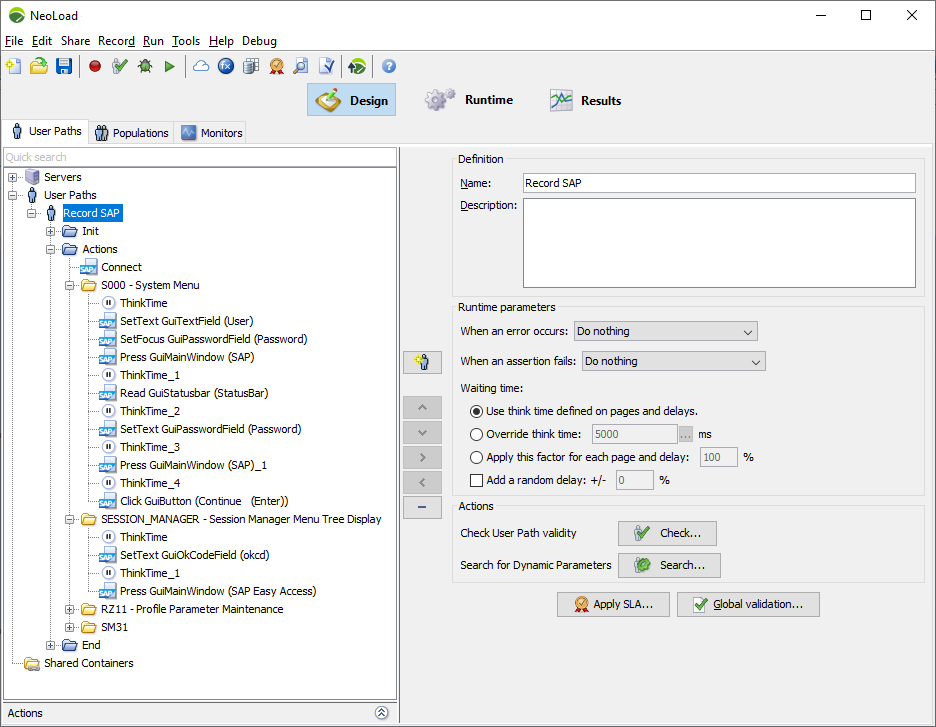 NeoLoad
File Edit Share Record Run Tools Help Debug
Design Runtime Results
User Paths Populations Monitors
Quick search
Servers
User Paths
Record SAP
Init
Actions
Connect
S000 - System Menu
ThinkTime
SetText GuiTextField (User)
SetFocus GuiPasswordField (Password)
Press GuiMainWindow (SAP)
ThinkTime_1
Read GuiStatusbar (StatusBar)
ThinkTime_2
SetText GuiPasswordField (Password)
ThinkTime_3
Press GuiMainWindow (SAP)_1
ThinkTime_4
Click GuiButton (Continue (Enter))
SESSION_MANAGER - Session Manager Menu Tree Display
ThinkTime
SetText GuiOkCodeField (okcd)
ThinkTime_1
Press GuiMainWindow (SAP Easy Access)
RZ11 - Profile Parameter Maintenance
SM31
End
Shared Containers
Actions
Definition
Name: Record SAP
Description:
Runtime parameters
When an error occurs: Do nothing
When an assertion fails: Do nothing
Waiting time:
Use think time defined on pages and delays.
Override think time: 5000 ... ms
Apply this factor for each page and delay: 100 %
Add a random delay: +/- 0 %
Actions
Check User Path validity Check...
Search for Dynamic Parameters Search...
Apply SLA... Global validation...